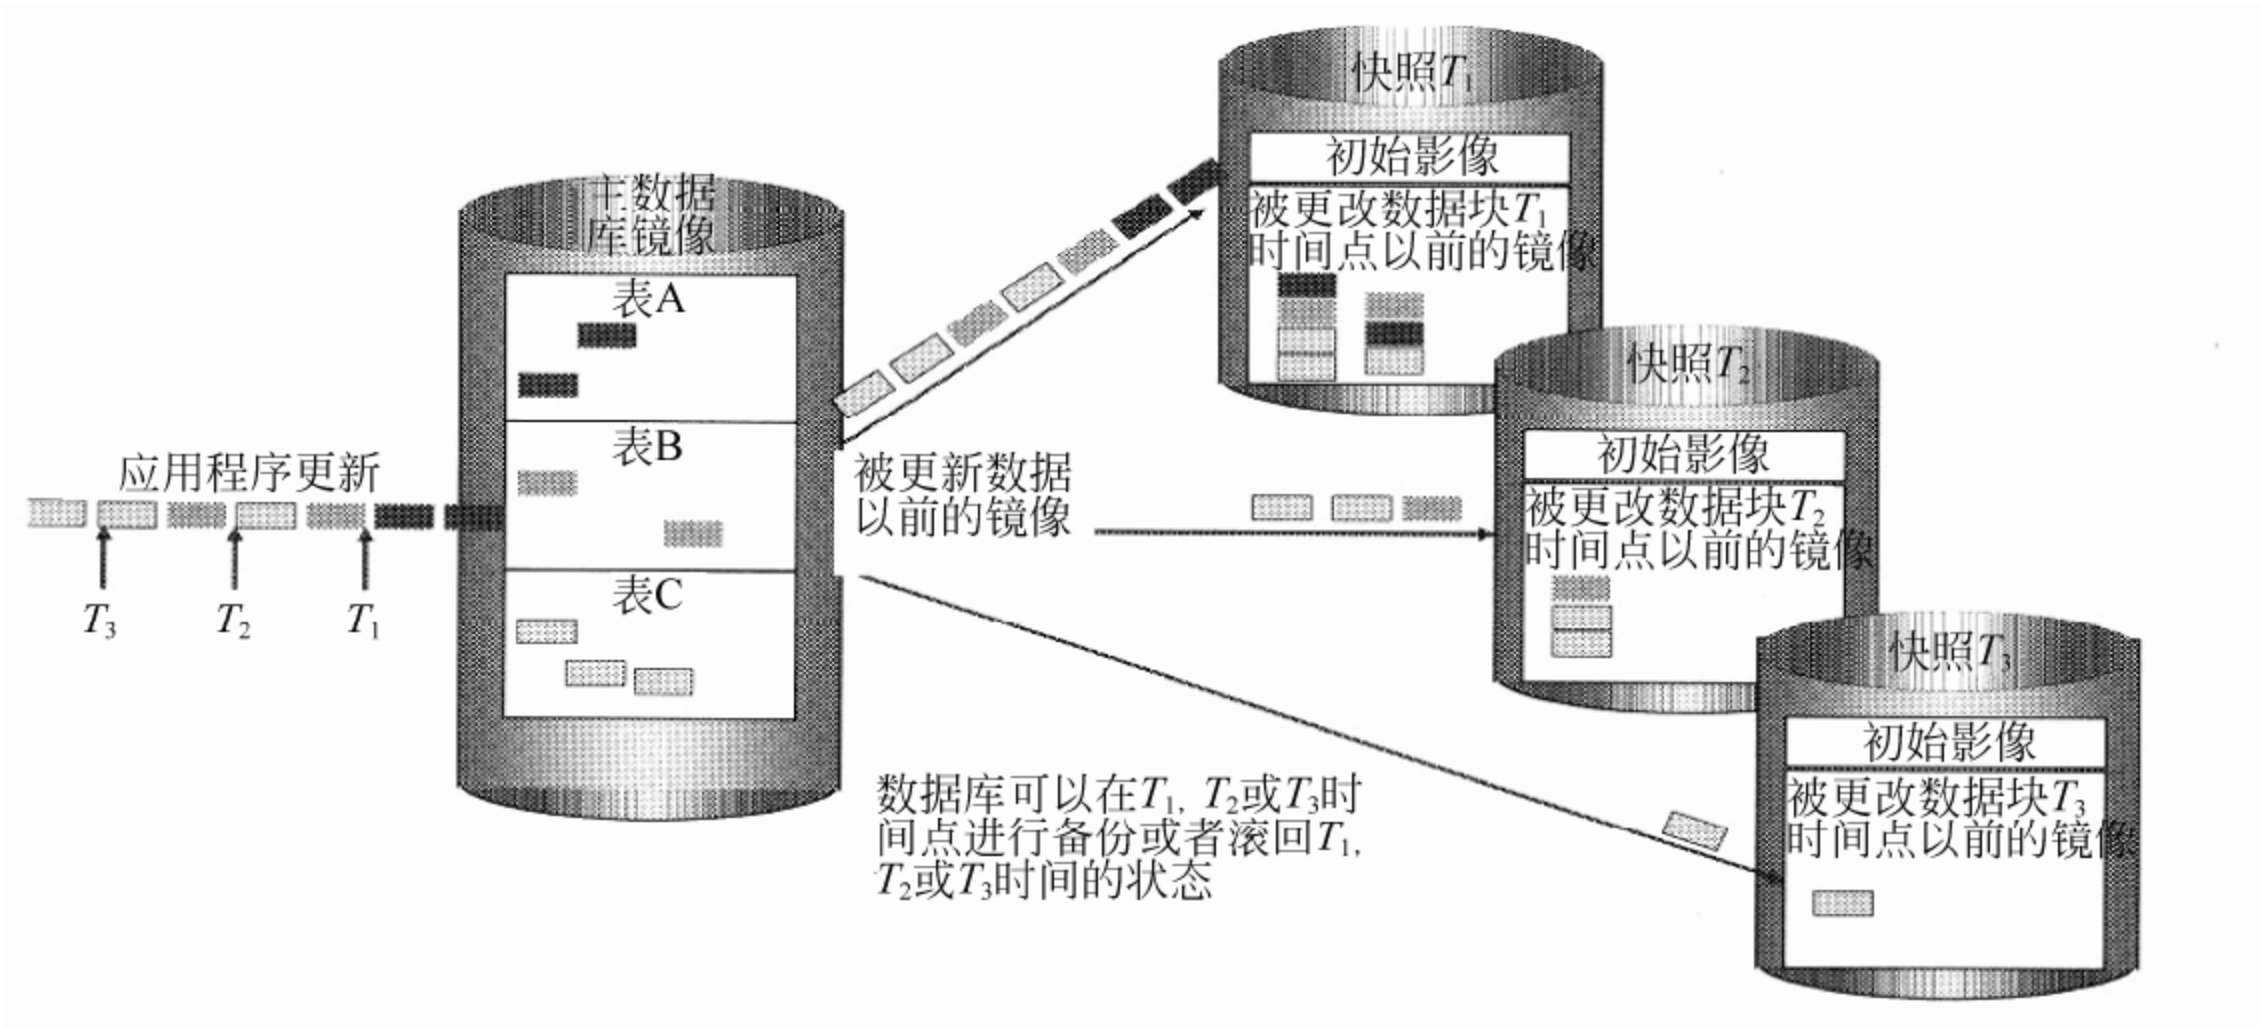 快照T₁
初始影像
被更改数据块T₁
时间点以前的镜像
主数据
库镜像
表A
表B
表C
应用程序更新
T₃
T₂
T₁
被更新数据
以前的镜像
快照T₂
初始影像
被更改数据块T₂
时间点以前的镜像
快照T₃
初始影像
被更改数据块T₃
时间点以前的镜像
数据库可以在T₁, T₂或T₃时
间点进行备份或者滚回T₁,
T₂或T₃时间的状态